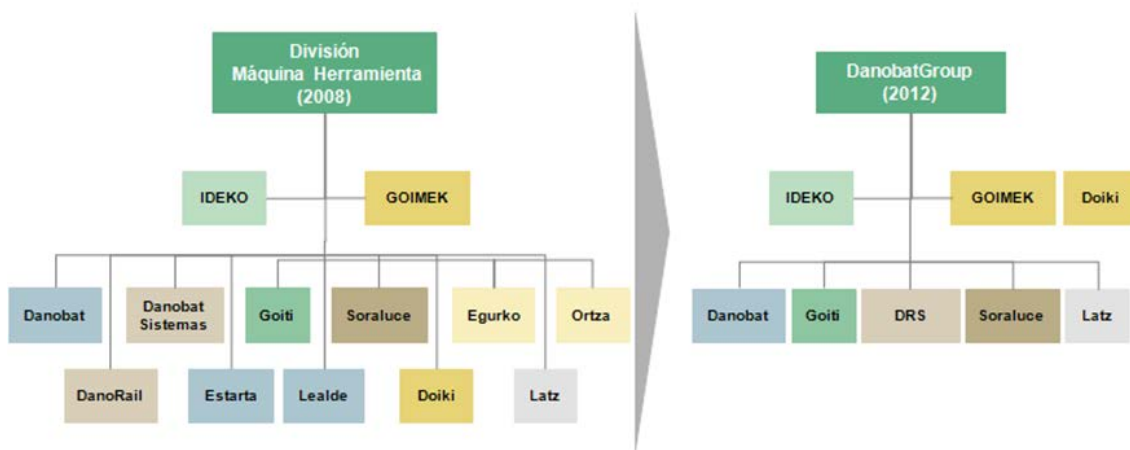 División
Máquina Herramienta
(2008)
IDEKO
GOIMEK
Danobat
Danobat
Sistemas
Goiti
Soraluce
Egurko
Ortza
DanoRail
Estarta
Lealde
Doiki
Latz
DanobatGroup
(2012)
IDEKO
GOIMEK
Doiki
Danobat
Goiti
DRS
Soraluce
Latz